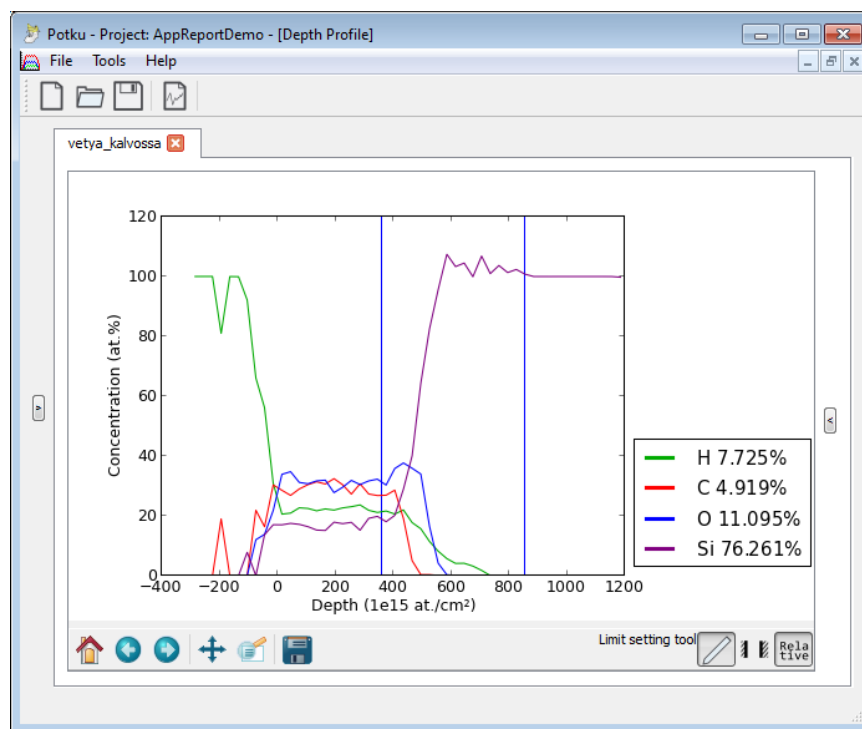 Potku - Project: AppReportDemo - [Depth Profile]
File Tools Help
vetya_kalvossa
120
100
80
60
40
20
0
Concentration (at.%)
−400 −200 0 200 400 600 800 1000 1200
Depth (1e15 at./cm²)
H 7.725%
C 4.919%
O 11.095%
Si 76.261%
Limit setting tool
Rela
tive